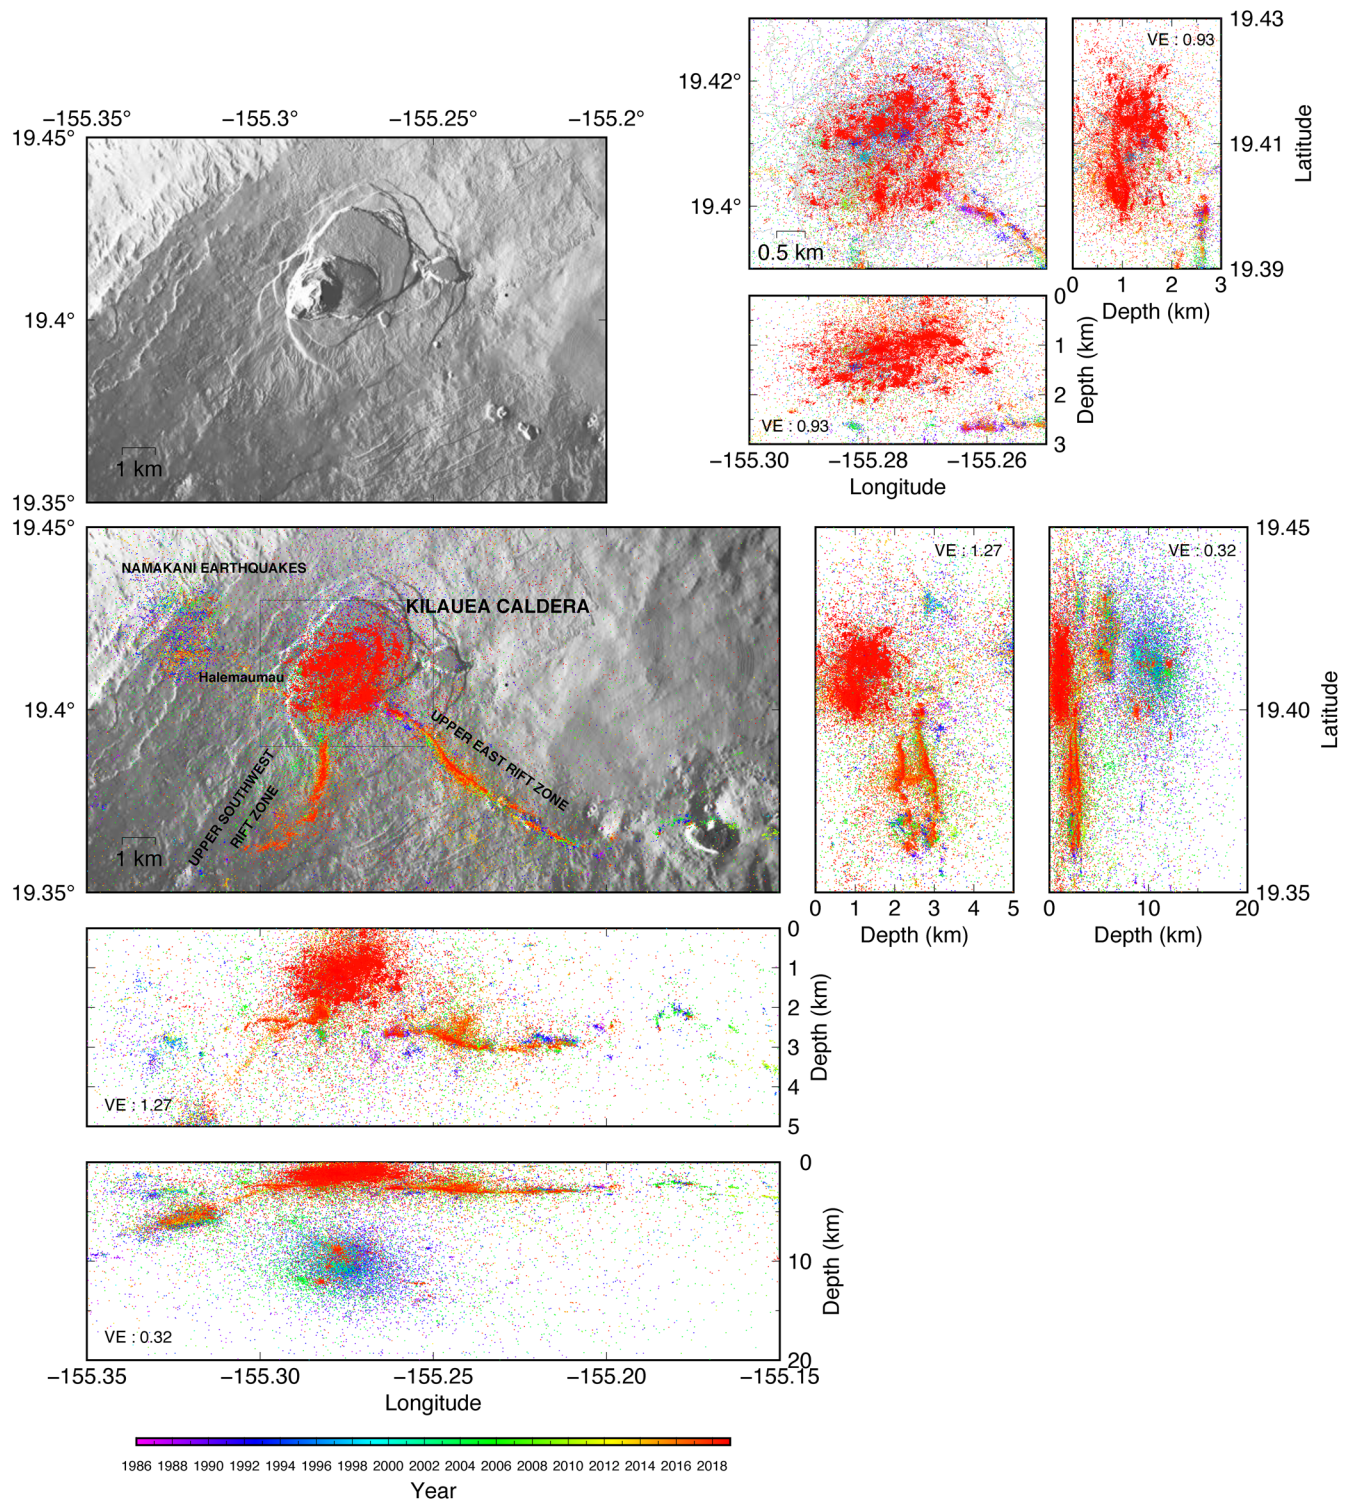 19.43
VE : 0.93
19.42°
19.41
Latitude
19.4°
0.5 km
19.39
0 1 2 3
Depth (km)
−155.35° −155.3° −155.25° −155.2°
19.45°
19.4°
1 km
19.35°
0
1
2
3
Depth (km)
VE : 0.93
−155.30 −155.28 −155.26
Longitude
19.45°
NAMAKANI EARTHQUAKES
KILAUEA CALDERA
Halemaumau
19.4°
UPPER EAST RIFT ZONE
UPPER SOUTHWEST
RIFT ZONE
1 km
19.35°
VE : 1.27
0 1 2 3 4 5
Depth (km)
VE : 0.32
19.45
19.40
19.35
Latitude
0 10 20
Depth (km)
0
1
2
3
4
5
Depth (km)
VE : 1.27
0
10
20
Depth (km)
VE : 0.32
−155.35 −155.30 −155.25 −155.20 −155.15
Longitude
1986 1988 1990 1992 1994 1996 1998 2000 2002 2004 2006 2008 2010 2012 2014 2016 2018
Year